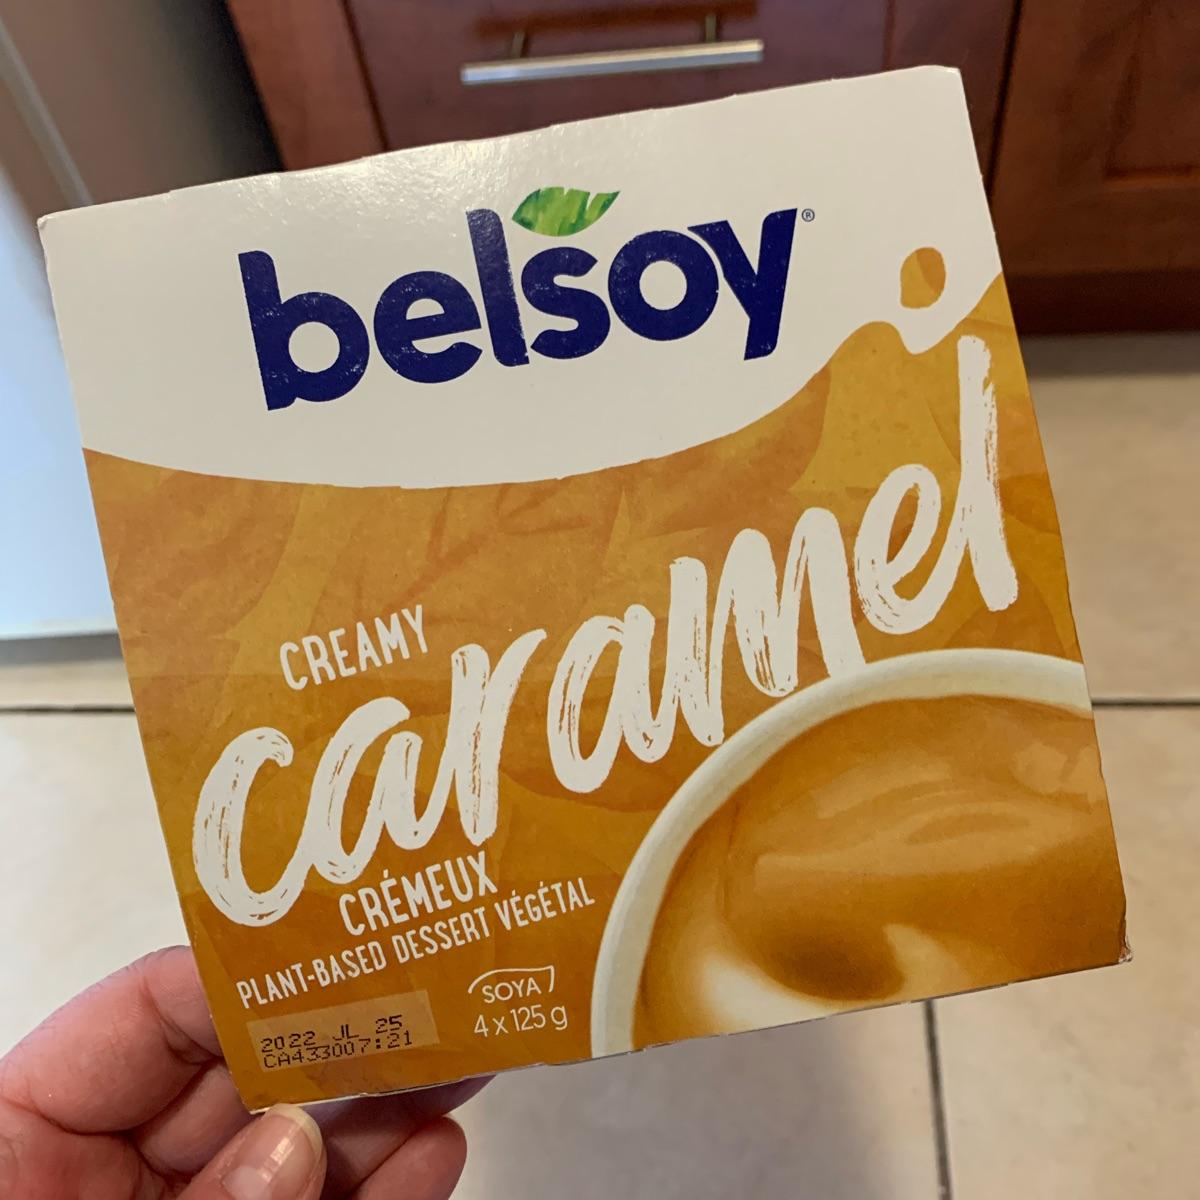 belsoy®
CREAMY
caramel
CRÉMEUX
PLANT-BASED DESSERT VÉGÉTAL
SOYA
4 x 125 g
2022 JL 25
CA433007:21